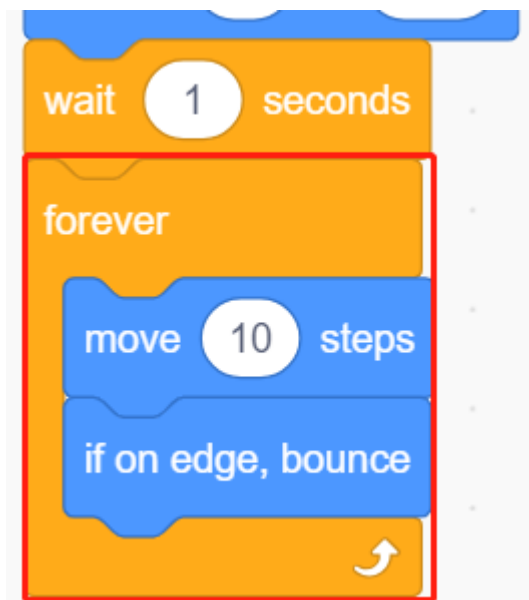 wait 1 seconds
forever
move 10 steps
if on edge, bounce